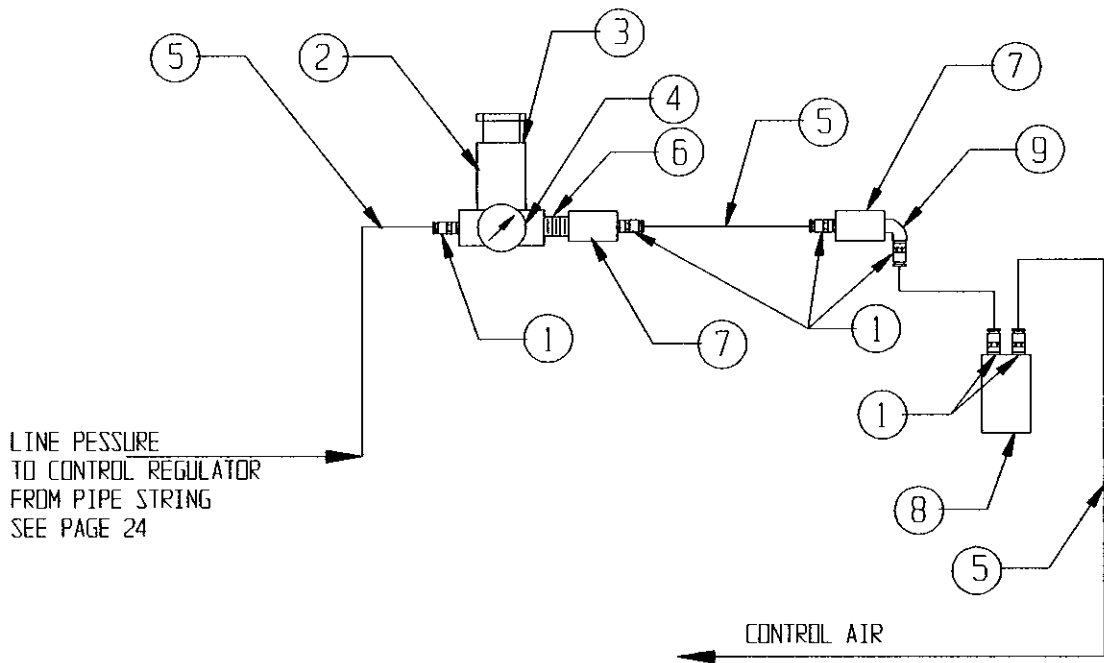 3
5
2
7
4
5
6
9
1
7
1
1
LINE PESSURE
TO CONTROL REGULATOR
FROM PIPE STRING
SEE PAGE 24
8
5
CONTROL AIR